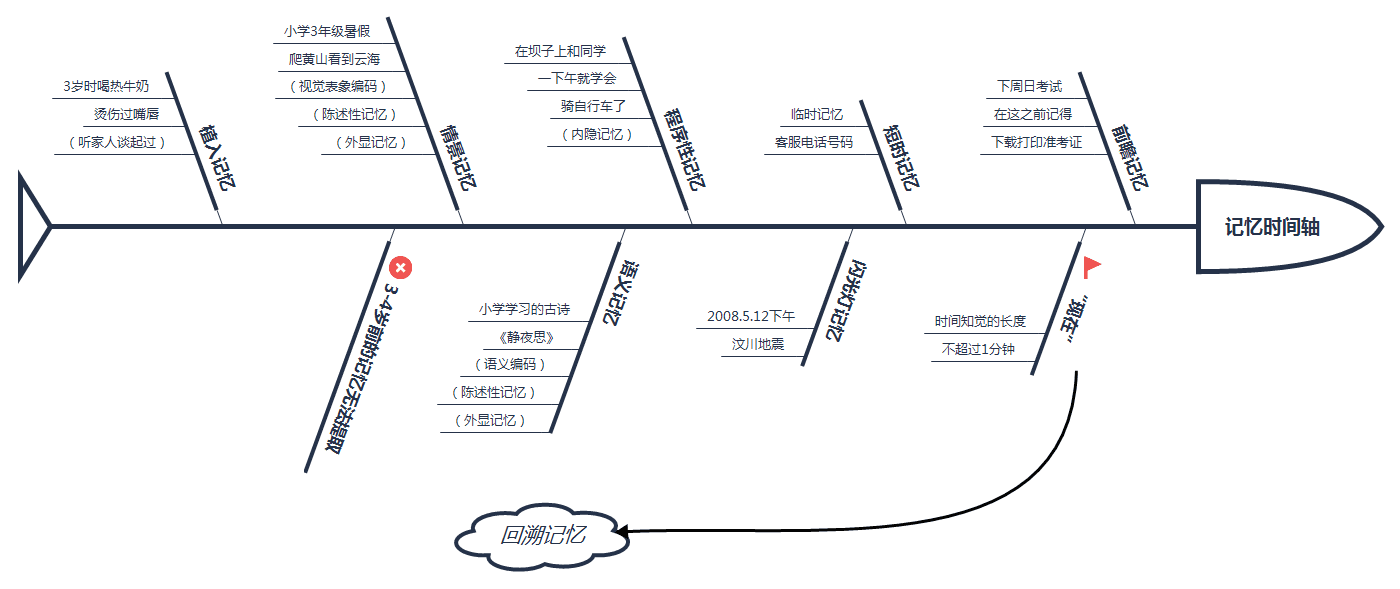 3岁时喝热牛奶
烫伤过嘴唇
（听家人谈起过）
植入记忆
小学3年级暑假
爬黄山看到云海
（视觉表象编码）
（陈述性记忆）
（外显记忆）
情景记忆
在坝子上和同学
一下午就学会
骑自行车了
（内隐记忆）
程序性记忆
临时记忆
客服电话号码
短时记忆
下周日考试
在这之前记得
下载打印准考证
前瞻记忆
记忆时间轴
3-4岁前的记忆无法提取
小学学习的古诗
《静夜思》
（语义编码）
（陈述性记忆）
（外显记忆）
语义记忆
2008.5.12下午
汶川地震
闪光灯记忆
时间知觉的长度
不超过1分钟
“现在”
回溯记忆